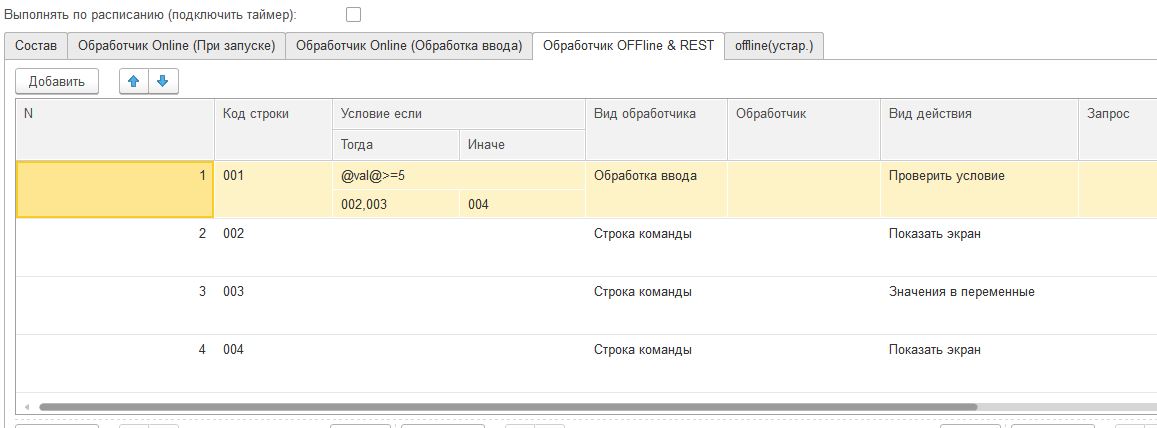 Выполнять по расписанию (подключить таймер):
Состав Обработчик Online (При запуске) Обработчик Online (Обработка ввода) Обработчик OFFline & REST offline(устар.)
Добавить
N Код строки Условие если Вид обработчика Обработчик Вид действия Запрос
Тогда Иначе
1 001 @val@>=5 Обработка ввода Проверить условие
002,003 004
2 002 Строка команды Показать экран
3 003 Строка команды Значения в переменные
4 004 Строка команды Показать экран